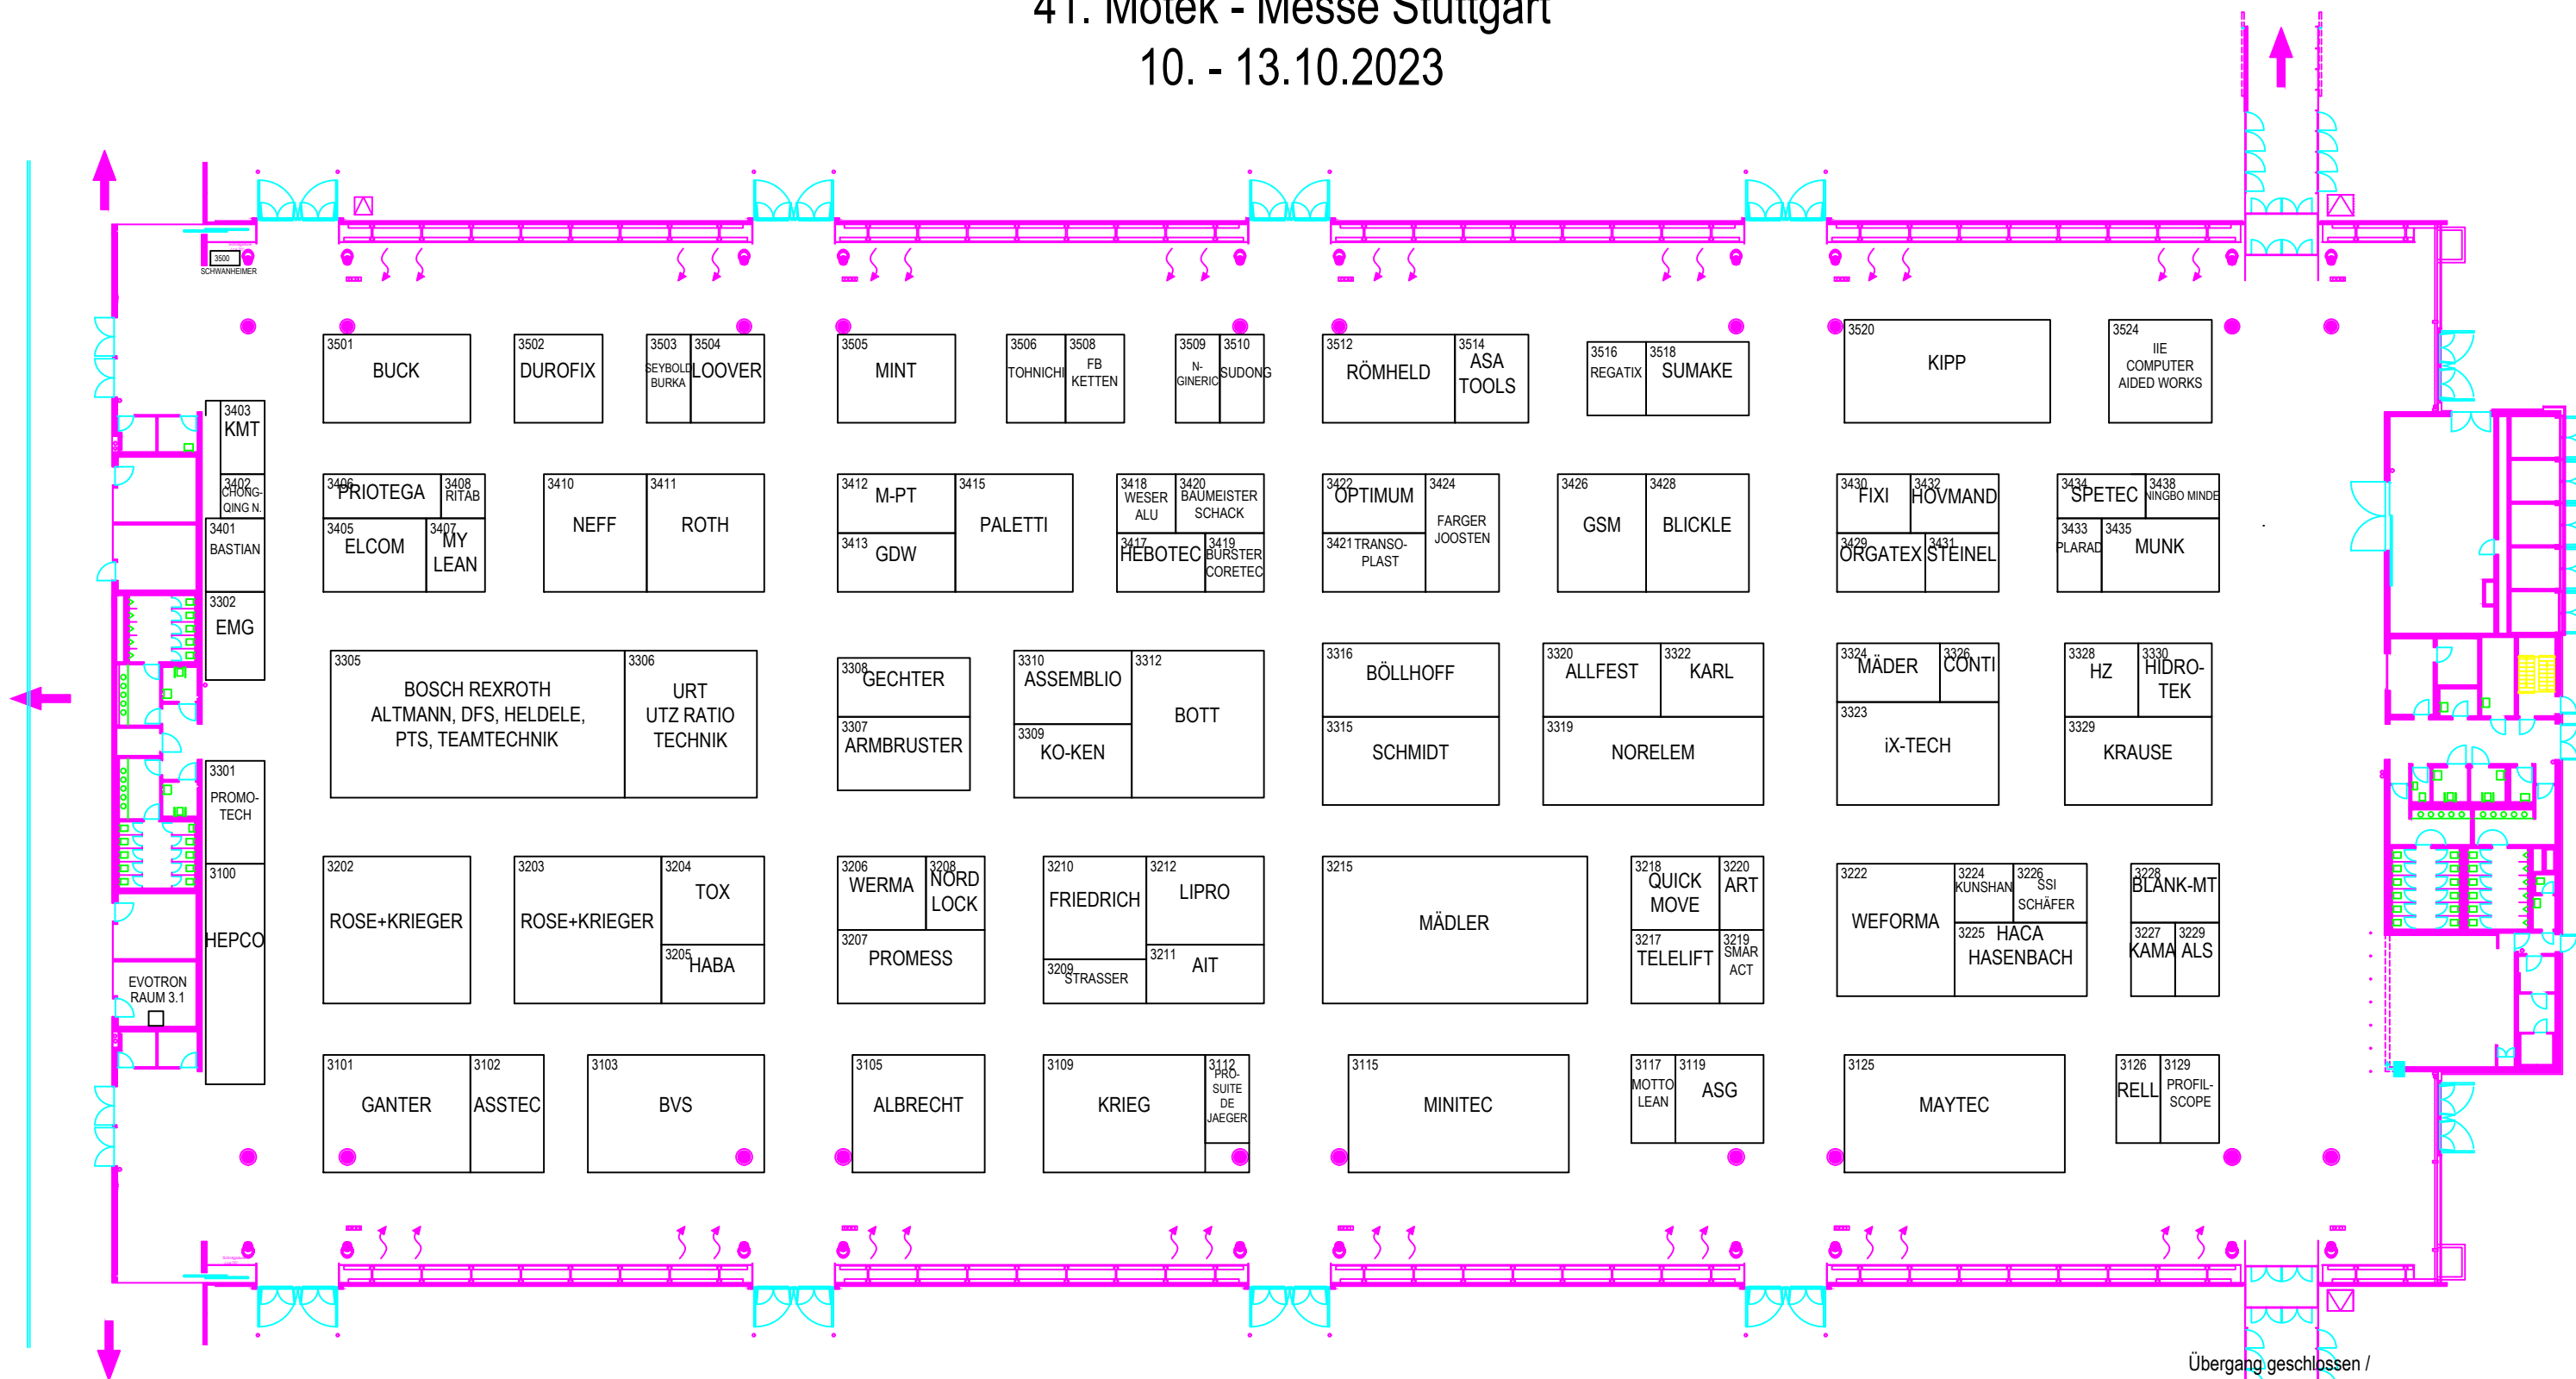 41. Motek - Messe Stuttgart
10. - 13.10.2023
3500
SCHWANHEIMER
3501
BUCK
3502
DUROFIX
3503
SEYBOLD
BURKA
3504
LOOVER
3505
MINT
3506
TOHNICHI
3508
FB
KETTEN
3509
N-
GINERIC
3510
SUDONG
3512
RÖMHELD
3514
ASA
TOOLS
3516
REGATIX
3518
SUMAKE
3520
KIPP
3524
IIE
COMPUTER
AIDED WORKS
3403
KMT
3402
CHONG-
QING N.
3401
BASTIAN
3302
EMG
3406
PRIOTEGA
3408
RITAB
3405
ELCOM
3407
MY
LEAN
3410
NEFF
3411
ROTH
3412
M-PT
3413
GDW
3415
PALETTI
3418
WESER
ALU
3420
BAUMEISTER
SCHACK
3417
HEBOTEC
3419
BURSTER
CORETEC
3422
OPTIMUM
3421
TRANSO-
PLAST
3424
FARGER
JOOSTEN
3426
GSM
3428
BLICKLE
3430
FIXI
3432
HOVMAND
3429
ORGATEX
3431
STEINEL
3434
SPETEC
3438
NINGBO MINDE
3433
PLARAD
3435
MUNK
3305
BOSCH REXROTH
ALTMANN, DFS, HELDELE,
PTS, TEAMTECHNIK
3306
URT
UTZ RATIO
TECHNIK
3308
GECHTER
3307
ARMBRUSTER
3310
ASSEMBLIO
3309
KO-KEN
3312
BOTT
3316
BÖLLHOFF
3315
SCHMIDT
3320
ALLFEST
3322
KARL
3319
NORELEM
3324
MÄDER
3326
CONTI
3323
iX-TECH
3328
HZ
3330
HIDRO-
TEK
3329
KRAUSE
3301
PROMO-
TECH
3100
HEPCO
EVOTRON
RAUM 3.1
3202
ROSE+KRIEGER
3203
ROSE+KRIEGER
3204
TOX
3205
HABA
3206
WERMA
3208
NORD
LOCK
3207
PROMESS
3210
FRIEDRICH
3209
STRASSER
3212
LIPRO
3211
AIT
3215
MÄDLER
3218
QUICK
MOVE
3220
ART
3217
TELELIFT
3219
SMAR
ACT
3222
WEFORMA
3224
KUNSHAN
3226
SSI
SCHÄFER
3225
HACA
HASENBACH
3228
BLANK-MT
3227
KAMA
3229
ALS
3101
GANTER
3102
ASSTEC
3103
BVS
3105
ALBRECHT
3109
KRIEG
3112
PRO-
SUITE
DE
JAEGER
3115
MINITEC
3117
MOTTO
LEAN
3119
ASG
3125
MAYTEC
3126
RELL
3129
PROFIL-
SCOPE
Übergang geschlossen /